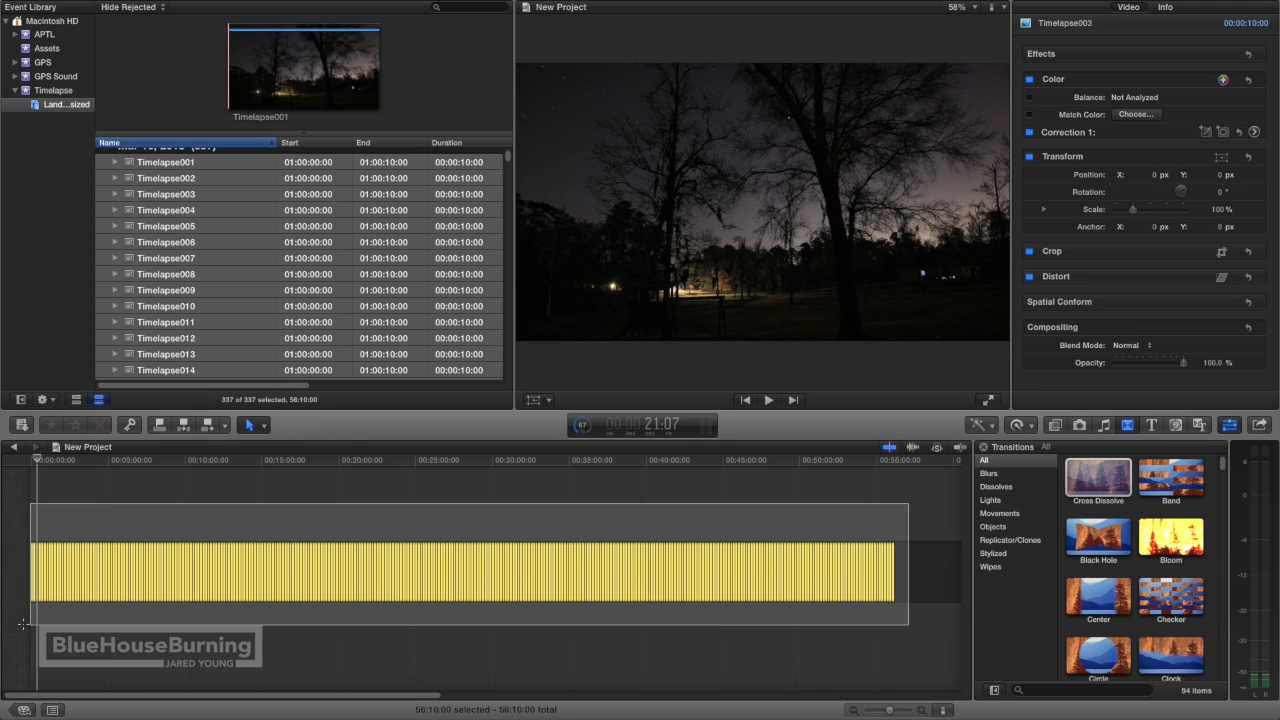 Event Library
Hide Rejected
New Project
58%
Video
Info
Macintosh HD
APTL
Assets
GPS
GPS Sound
Timelapse
Land...sized
Timelapse001
Timelapse003
00:00:10:00
Effects
Color
Balance: Not Analyzed
Match Color: Choose...
Correction 1:
Transform
Position: X: 0 px Y: 0 px
Rotation: 0 °
Scale: 100 %
Anchor: X: 0 px Y: 0 px
Crop
Distort
Spatial Conform
Compositing
Blend Mode: Normal
Opacity: 100.0 %
Name Start End Duration
Timelapse001 01:00:00:00 01:00:10:00 00:00:10:00
Timelapse002 01:00:00:00 01:00:10:00 00:00:10:00
Timelapse003 01:00:00:00 01:00:10:00 00:00:10:00
Timelapse004 01:00:00:00 01:00:10:00 00:00:10:00
Timelapse005 01:00:00:00 01:00:10:00 00:00:10:00
Timelapse006 01:00:00:00 01:00:10:00 00:00:10:00
Timelapse007 01:00:00:00 01:00:10:00 00:00:10:00
Timelapse008 01:00:00:00 01:00:10:00 00:00:10:00
Timelapse009 01:00:00:00 01:00:10:00 00:00:10:00
Timelapse010 01:00:00:00 01:00:10:00 00:00:10:00
Timelapse011 01:00:00:00 01:00:10:00 00:00:10:00
Timelapse012 01:00:00:00 01:00:10:00 00:00:10:00
Timelapse013 01:00:00:00 01:00:10:00 00:00:10:00
Timelapse014 01:00:00:00 01:00:10:00 00:00:10:00
337 of 337 selected, 56:10:00
67
00:00:21:07
HR MIN SEC FR
New Project
00:05:00:00 00:10:00:00 00:15:00:00 00:20:00:00 00:25:00:00 00:30:00:00 00:35:00:00 00:40:00:00 00:45:00:00 00:50:00:00 00:55:00:00
Transitions All
All
Blurs
Dissolves
Lights
Movements
Objects
Replicator/Clones
Stylized
Wipes
Cross Dissolve
Band
Black Hole
Bloom
Center
Checker
Circle
Clock
94 items
L R
BlueHouseBurning
JARED YOUNG
56:10:00 selected - 56:10:00 total